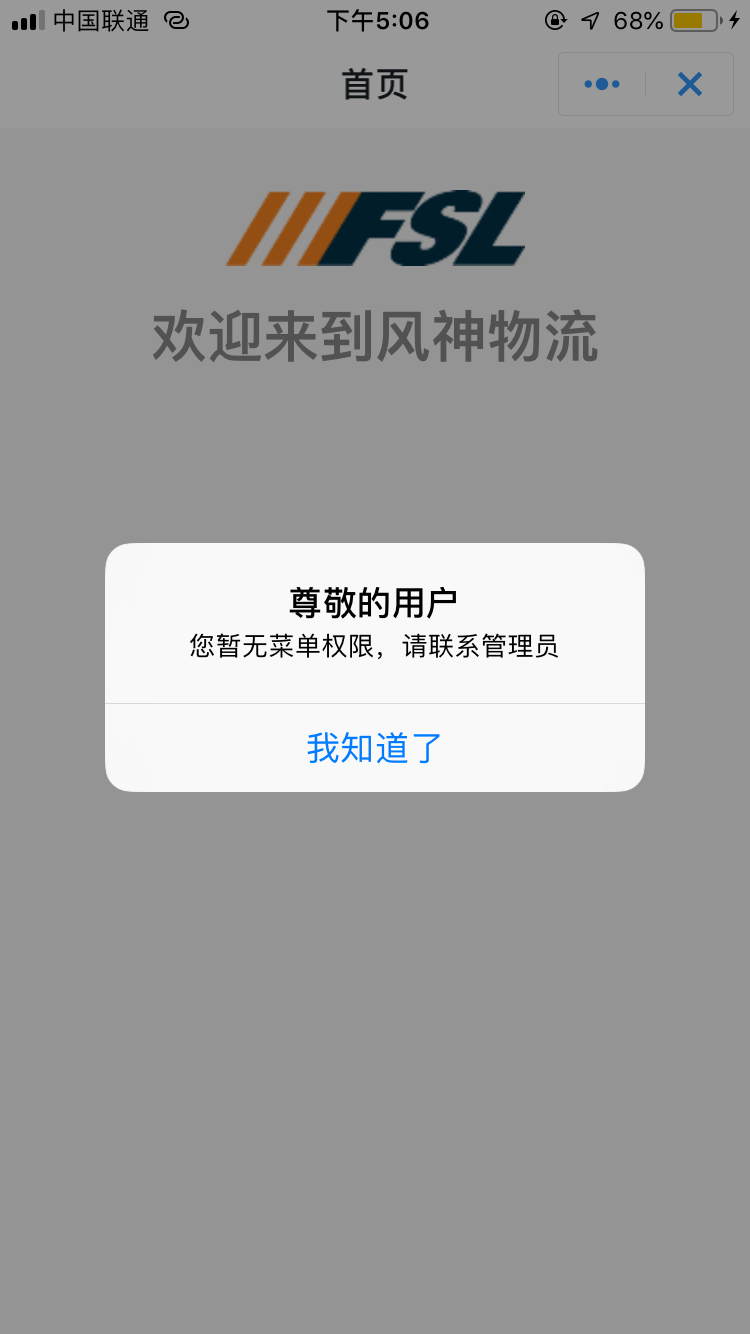 中国联通 下午5:06 68%
首页
FSL
欢迎来到风神物流
尊敬的用户
您暂无菜单权限，请联系管理员
我知道了